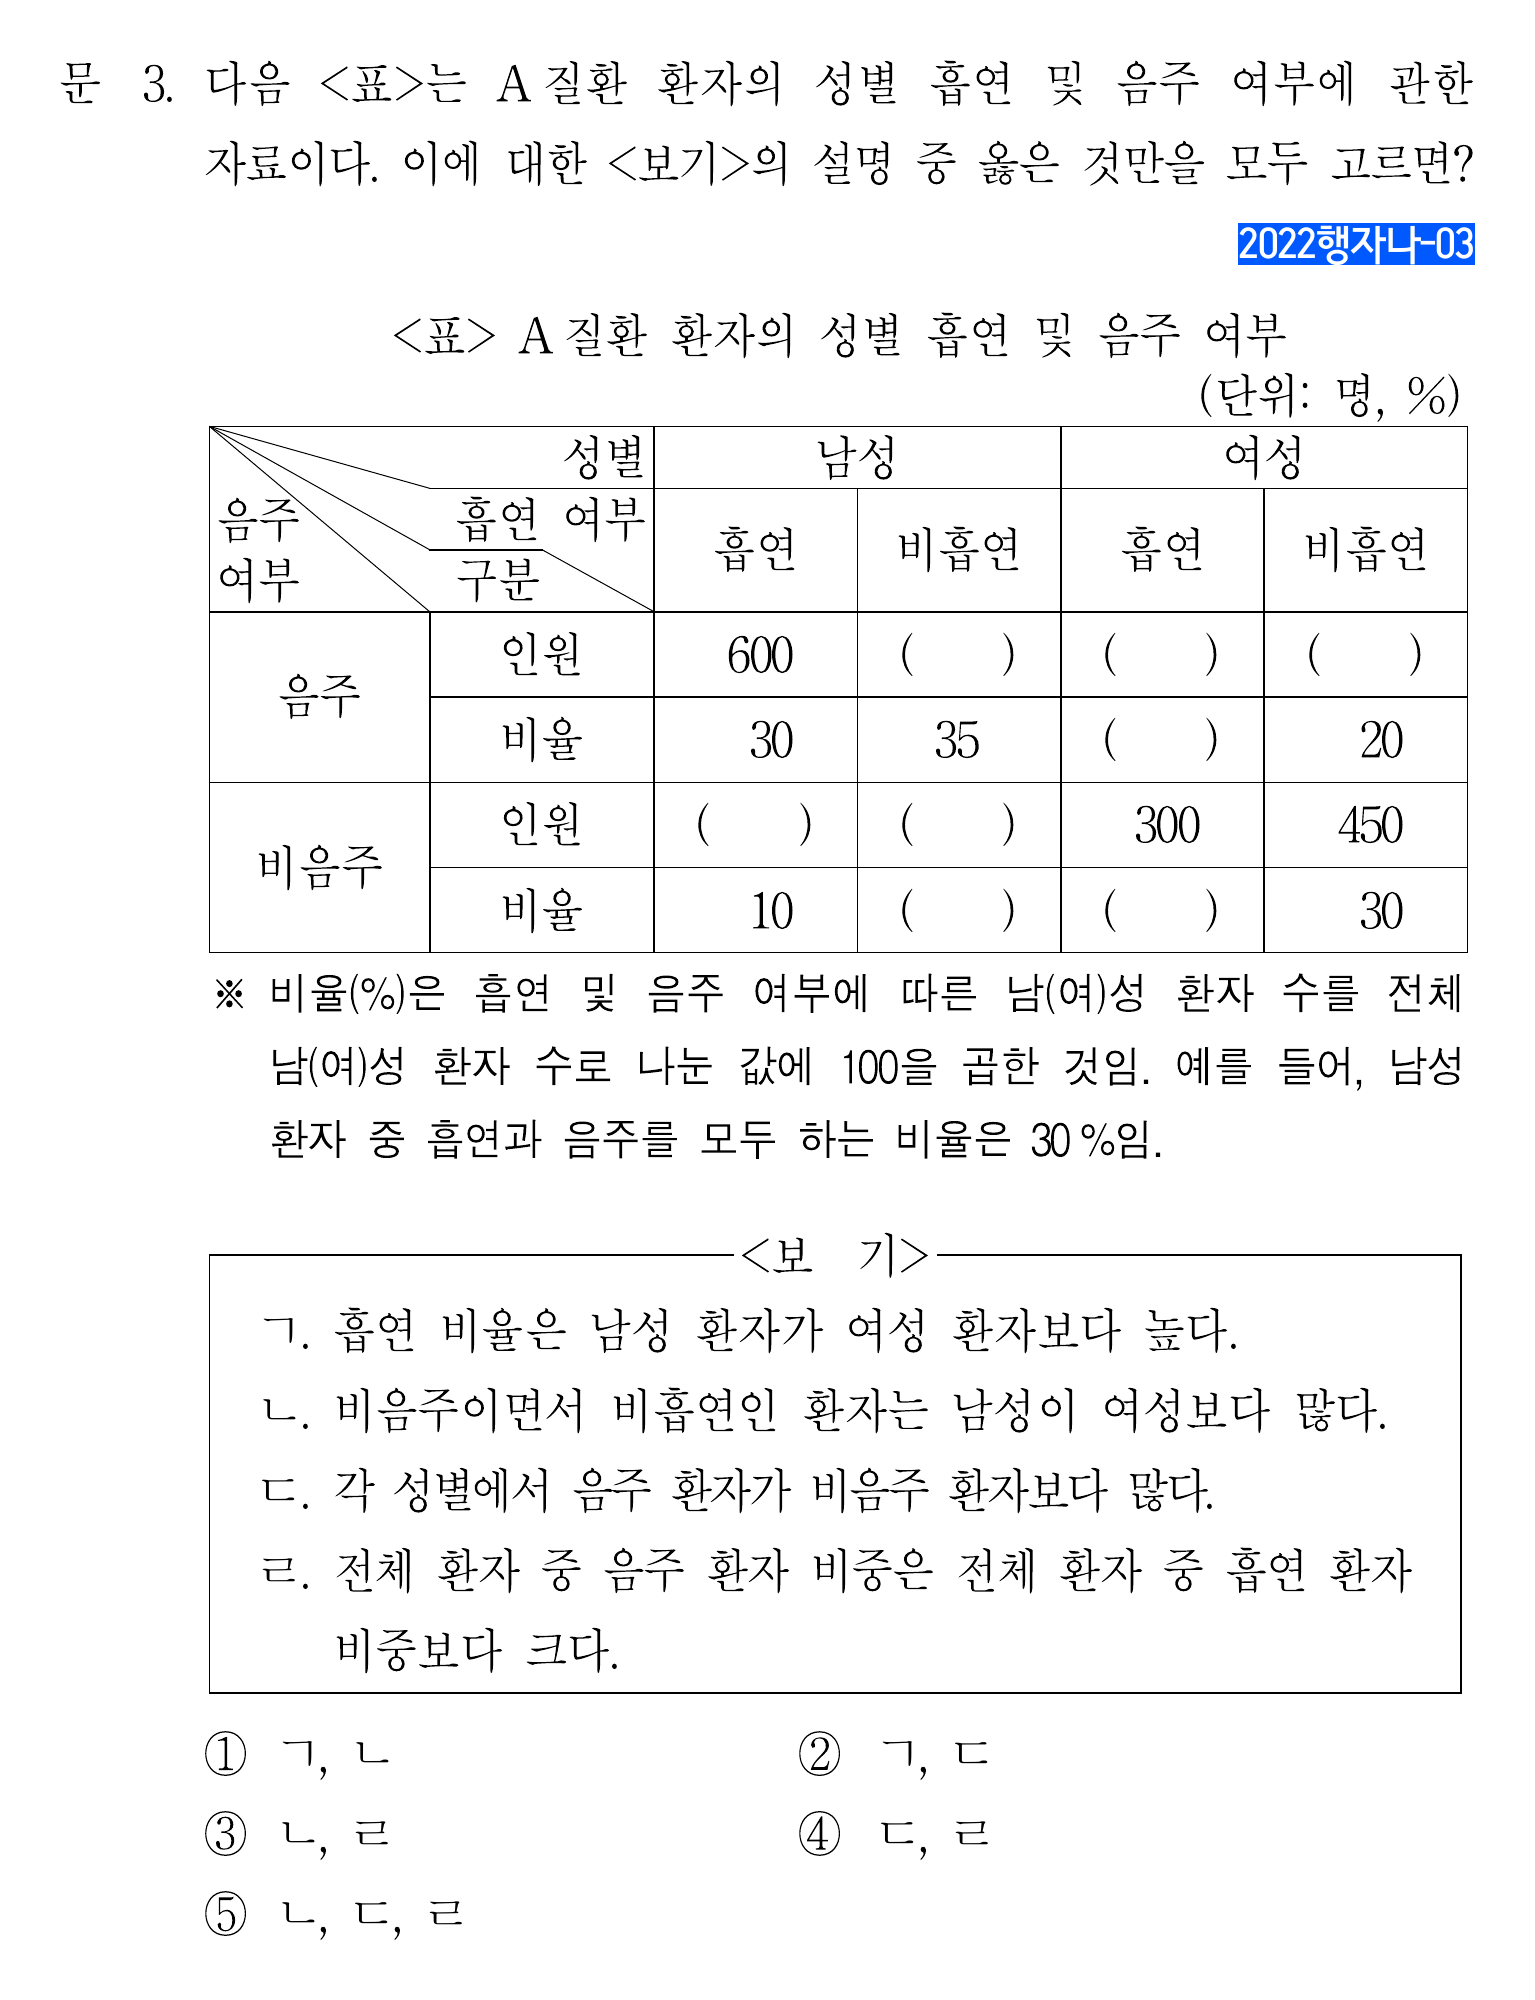 문 3. 다음 <표>는 A질환 환자의 성별 흡연 및 음주 여부에 관한
자료이다. 이에 대한 <보기>의 설명 중 옳은 것만을 모두 고르면?
2022행자나-03
<표> A질환 환자의 성별 흡연 및 음주 여부
(단위: 명, %)
성별 남성 여성
음주 여부 흡연 여부 구분 흡연 비흡연 흡연 비흡연
음주 인원 600 ( ) ( ) ( )
비율 30 35 ( ) 20
비음주 인원 ( ) ( ) 300 450
비율 10 ( ) ( ) 30
※ 비율(%)은 흡연 및 음주 여부에 따른 남(여)성 환자 수를 전체
남(여)성 환자 수로 나눈 값에 100을 곱한 것임. 예를 들어, 남성
환자 중 흡연과 음주를 모두 하는 비율은 30%임.
<보 기>
ㄱ. 흡연 비율은 남성 환자가 여성 환자보다 높다.
ㄴ. 비음주이면서 비흡연인 환자는 남성이 여성보다 많다.
ㄷ. 각 성별에서 음주 환자가 비음주 환자보다 많다.
ㄹ. 전체 환자 중 음주 환자 비중은 전체 환자 중 흡연 환자
비중보다 크다.
① ㄱ, ㄴ ② ㄱ, ㄷ
③ ㄴ, ㄹ ④ ㄷ, ㄹ
⑤ ㄴ, ㄷ, ㄹ